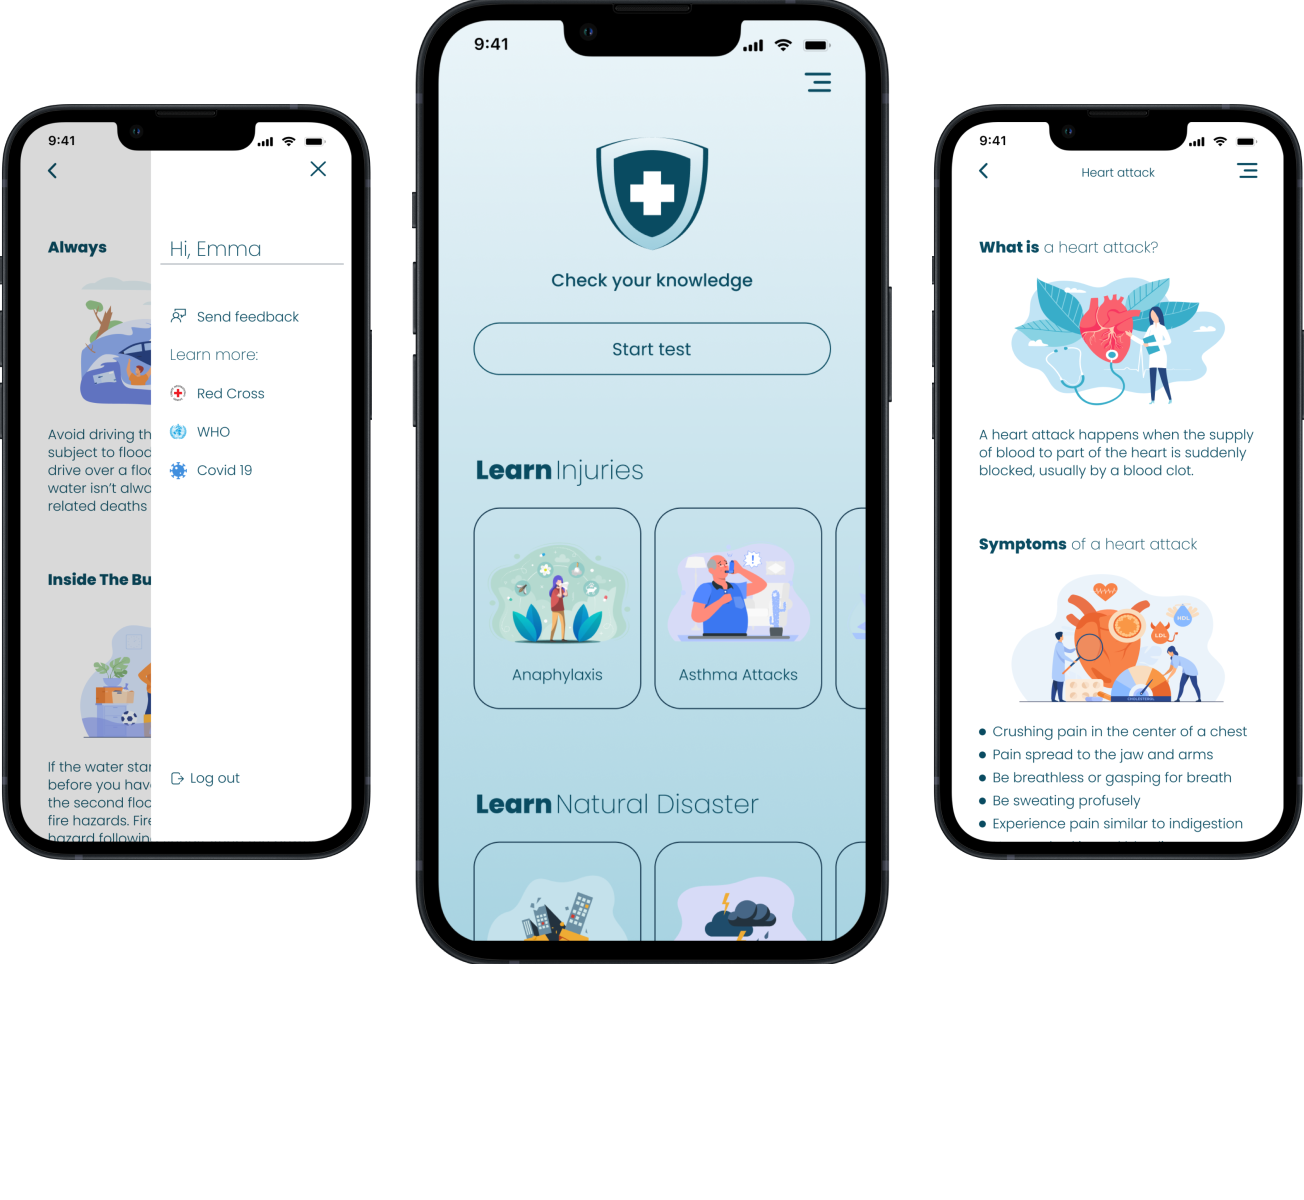 9:41
Always
Avoid driving th
subject to flood
drive over a floo
water isn't alwa
related deaths
Inside The Bu
If the water star
before you hav
the second floo
fire hazards. Fire
hazard following
Hi, Emma
Send feedback
Learn more:
Red Cross
WHO
Covid 19
Log out
9:41
Check your knowledge
Start test
Learn Injuries
Anaphylaxis
Asthma Attacks
Learn Natural Disaster
9:41
Heart attack
What is a heart attack?
A heart attack happens when the supply
of blood to part of the heart is suddenly
blocked, usually by a blood clot.
Symptoms of a heart attack
HDL
LDL
CHOLESTEROL
Crushing pain in the center of a chest
Pain spread to the jaw and arms
Be breathless or gasping for breath
Be sweating profusely
Experience pain similar to indigestion